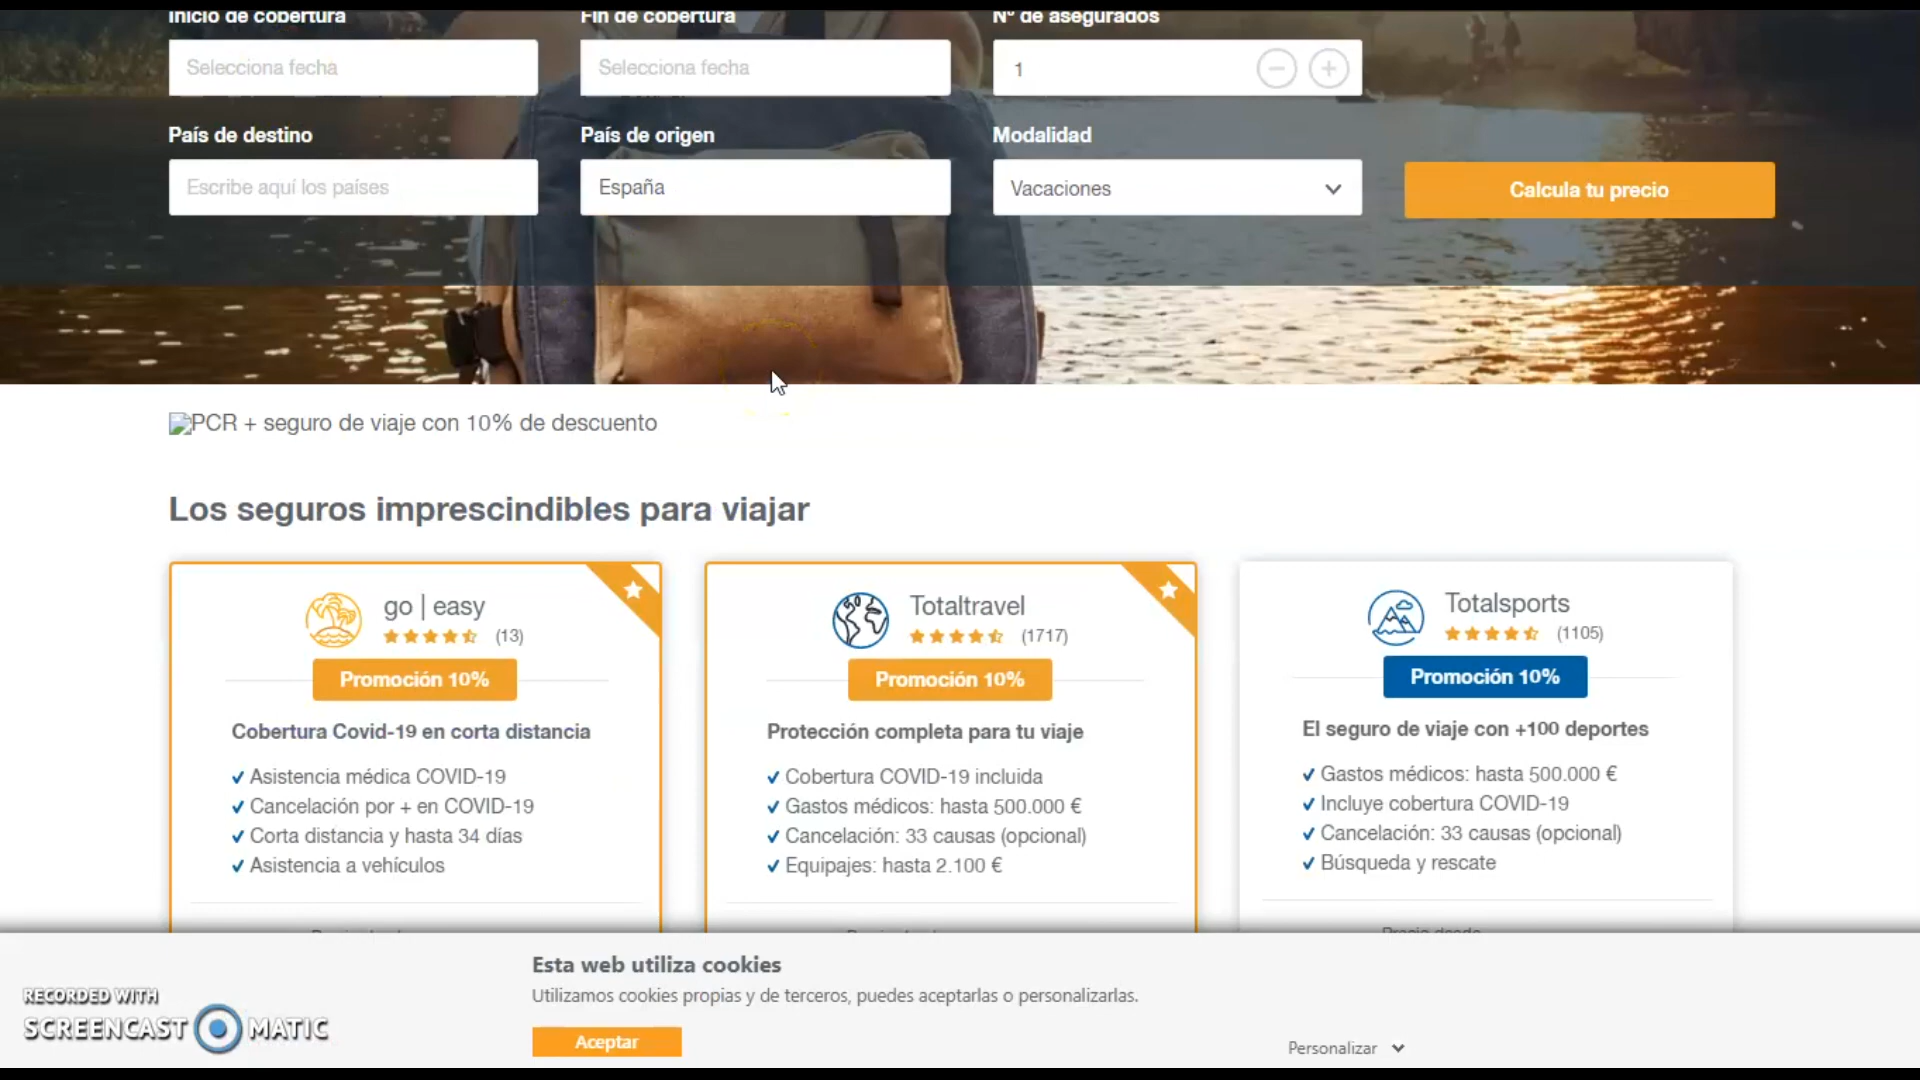 Inicio de cobertura
Fin de cobertura
Nº de asegurados
Selecciona fecha
Selecciona fecha
1
País de destino
País de origen
Modalidad
Escribe aquí los países
España
Vacaciones
Calcula tu precio
PCR + seguro de viaje con 10% de descuento
Los seguros imprescindibles para viajar
go | easy
(13)
Promoción 10%
Cobertura Covid-19 en corta distancia
Asistencia médica COVID-19
Cancelación por + en COVID-19
Corta distancia y hasta 34 días
Asistencia a vehículos
Totaltravel
(1717)
Promoción 10%
Protección completa para tu viaje
Cobertura COVID-19 incluida
Gastos médicos: hasta 500.000 €
Cancelación: 33 causas (opcional)
Equipajes: hasta 2.100 €
Totalsports
(1105)
Promoción 10%
El seguro de viaje con +100 deportes
Gastos médicos: hasta 500.000 €
Incluye cobertura COVID-19
Cancelación: 33 causas (opcional)
Búsqueda y rescate
Precio desde
Esta web utiliza cookies
Utilizamos cookies propias y de terceros, puedes aceptarlas o personalizarlas.
Aceptar
Personalizar
RECORDED WITH
SCREENCAST MATIC